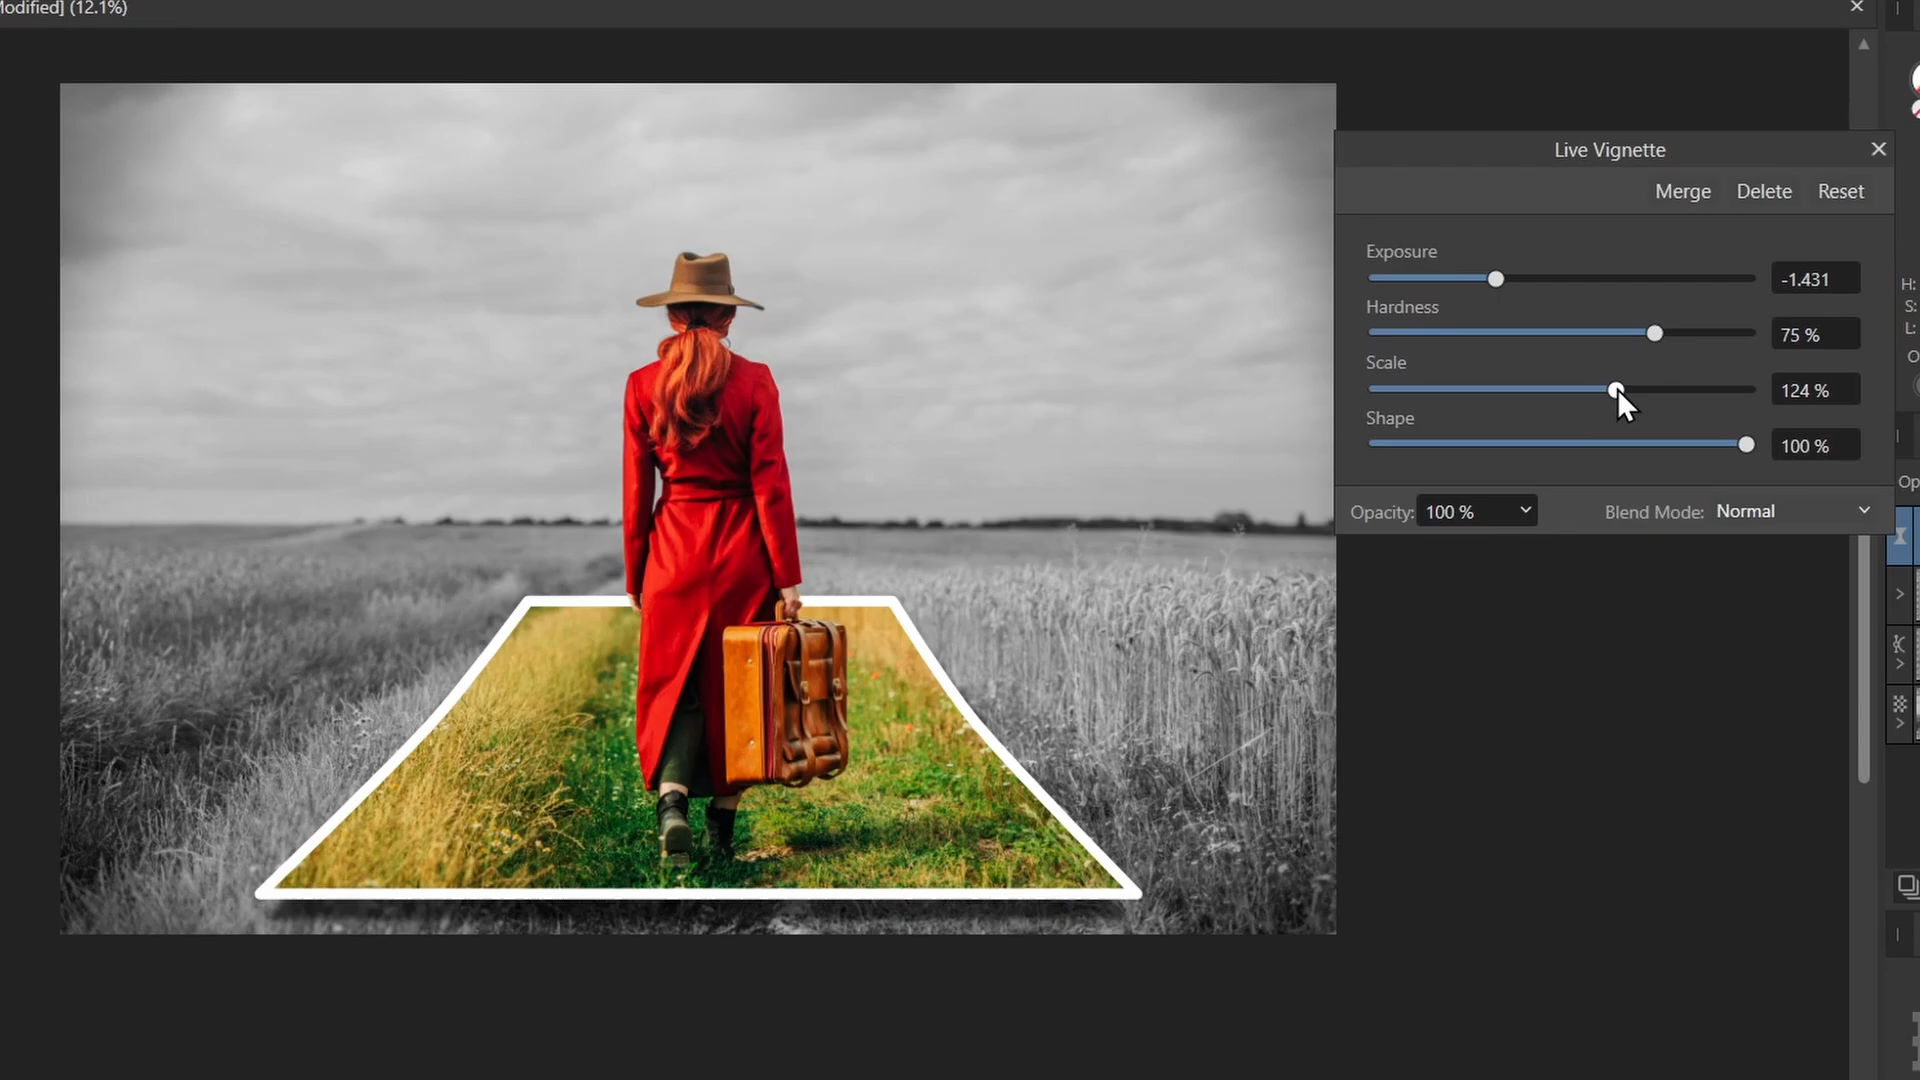 Modified] (12.1%)
Live Vignette
Merge Delete Reset
Exposure
-1.431
Hardness
75 %
Scale
124 %
Shape
100 %
Opacity: 100 % Blend Mode: Normal
H:
S:
L:
O
Op